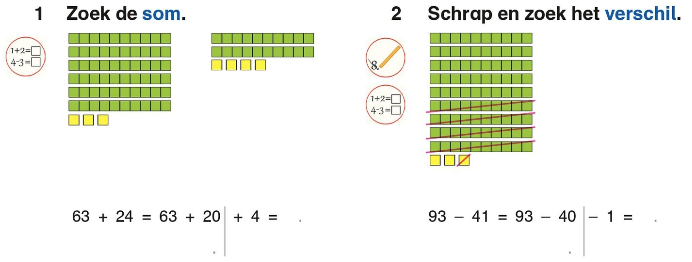 1 Zoek de som.
1+2=
4-3=
63 + 24 = 63 + 20 + 4 = .
.
2 Schrap en zoek het verschil.
8.
1+2=
4-3=
93 − 41 = 93 − 40 − 1 = .
.